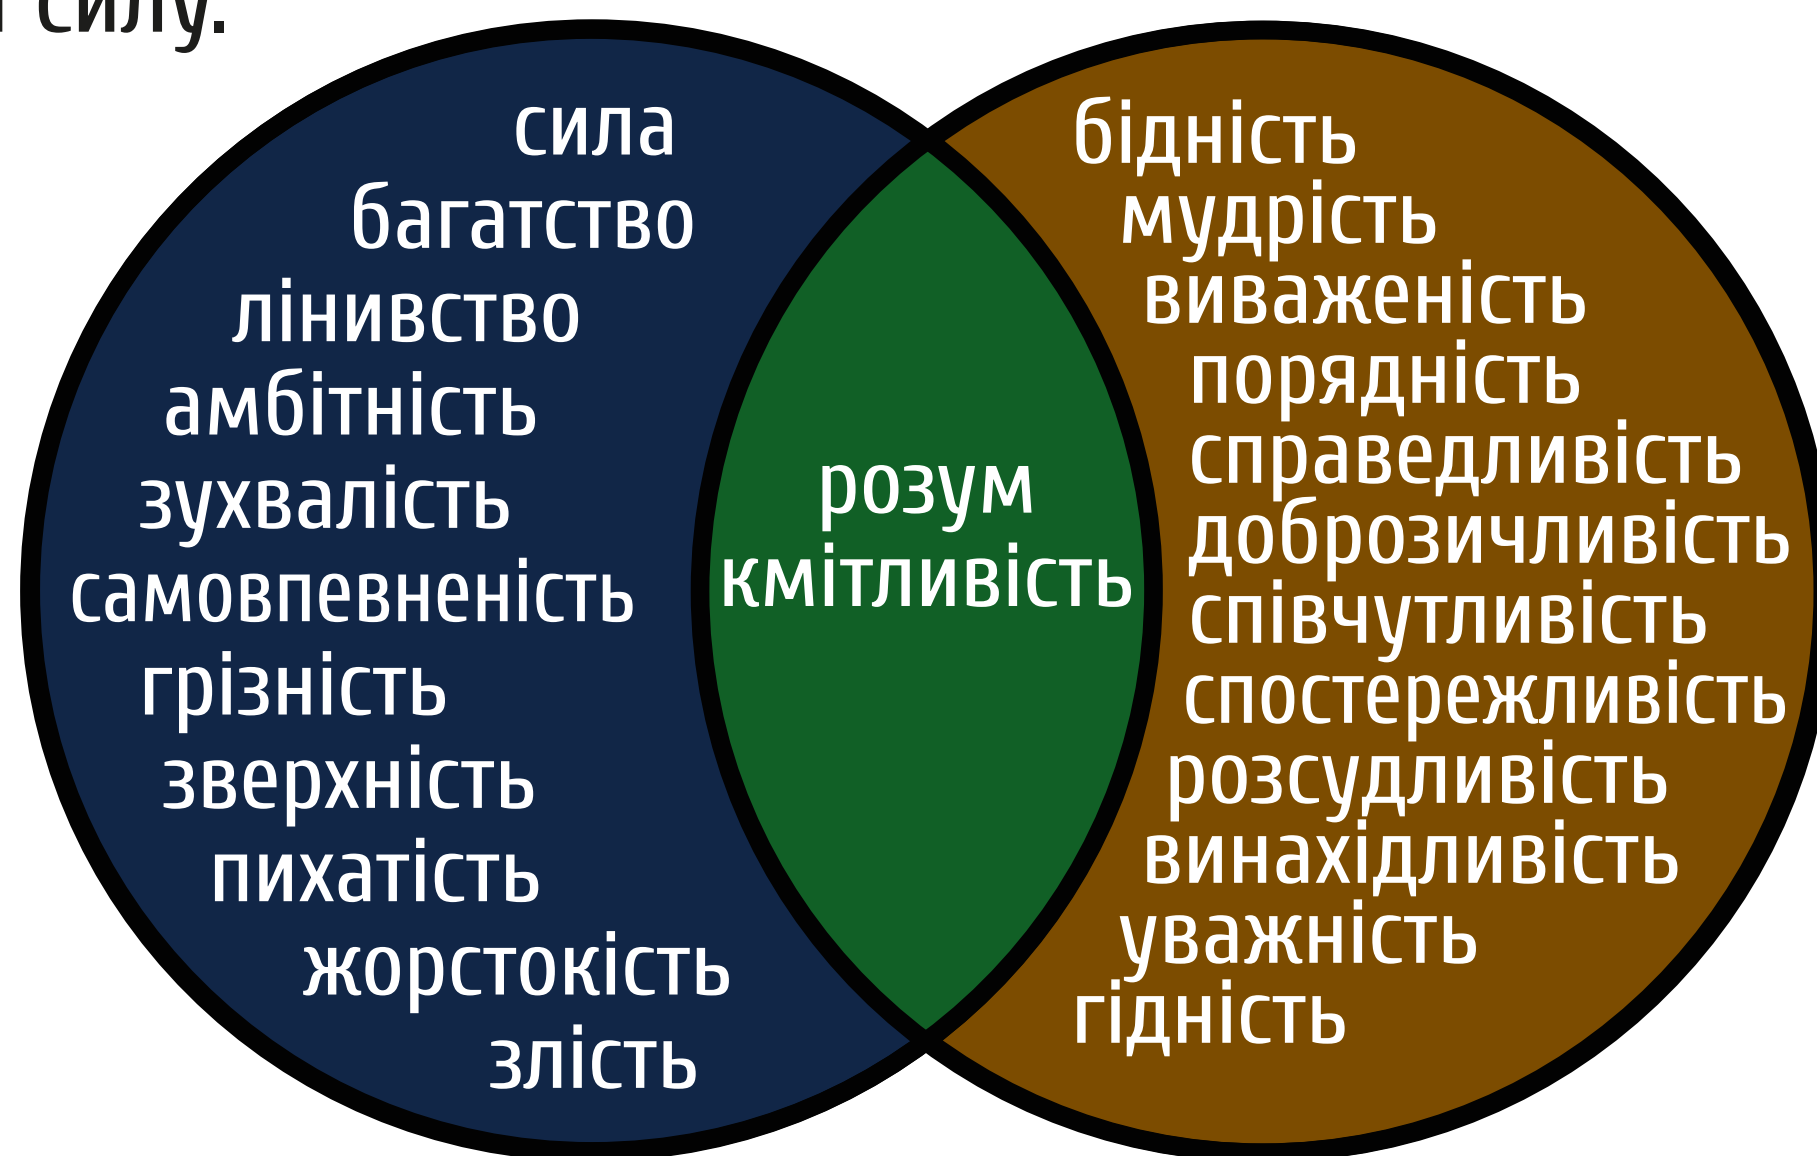 силу.
сила
багатство
лінивство
амбітність
зухвалість
самовпевненість
грізність
зверхність
пихатість
жорстокість
злість
розум
кмітливість
бідність
мудрість
виваженість
порядність
справедливість
доброзичливість
співчутливість
спостережливість
розсудливість
винахідливість
уважність
гідність